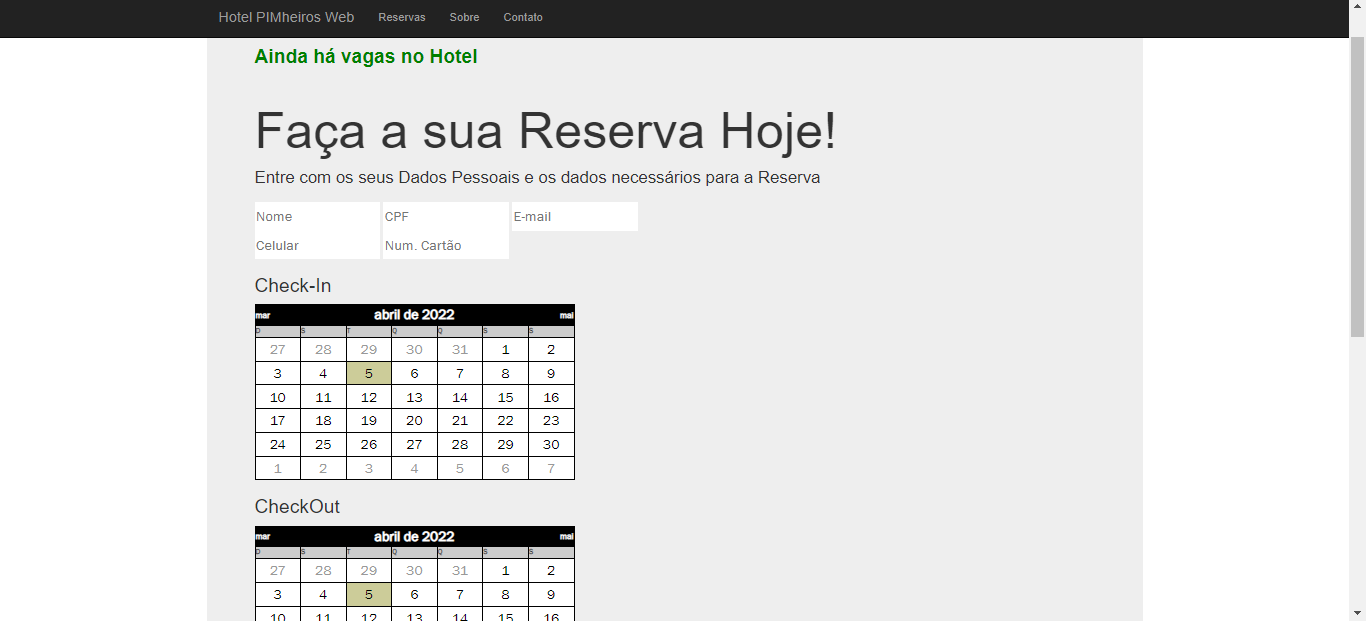 Hotel PIMheiros Web Reservas Sobre Contato
Ainda há vagas no Hotel
Faça a sua Reserva Hoje!
Entre com os seus Dados Pessoais e os dados necessários para a Reserva
Nome CPF E-mail
Celular Num. Cartão
Check-In
mar abril de 2022 mai
D S T Q Q S S
27 28 29 30 31 1 2
3 4 5 6 7 8 9
10 11 12 13 14 15 16
17 18 19 20 21 22 23
24 25 26 27 28 29 30
1 2 3 4 5 6 7
CheckOut
mar abril de 2022 mai
D S T Q Q S S
27 28 29 30 31 1 2
3 4 5 6 7 8 9
10 11 12 13 14 15 16